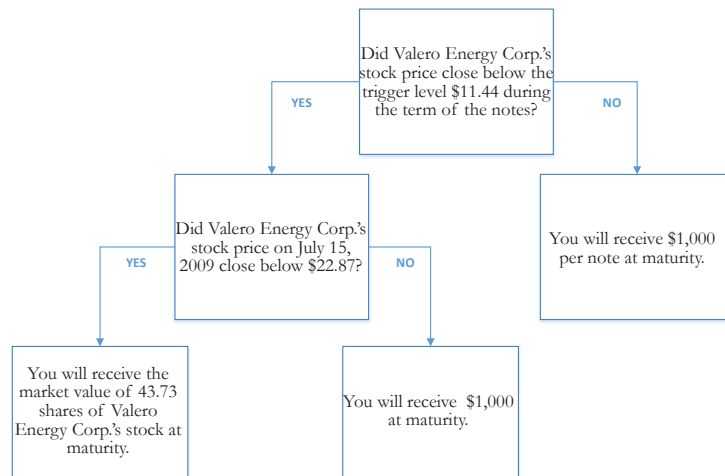 Did Valero Energy Corp.'s
stock price close below the
trigger level $11.44 during
the term of the notes?
YES
NO
Did Valero Energy Corp.'s
stock price on July 15,
2009 close below $22.87?
You will receive $1,000
per note at maturity.
YES
NO
You will receive the
market value of 43.73
shares of Valero
Energy Corp.'s stock at
maturity.
You will receive $1,000
at maturity.